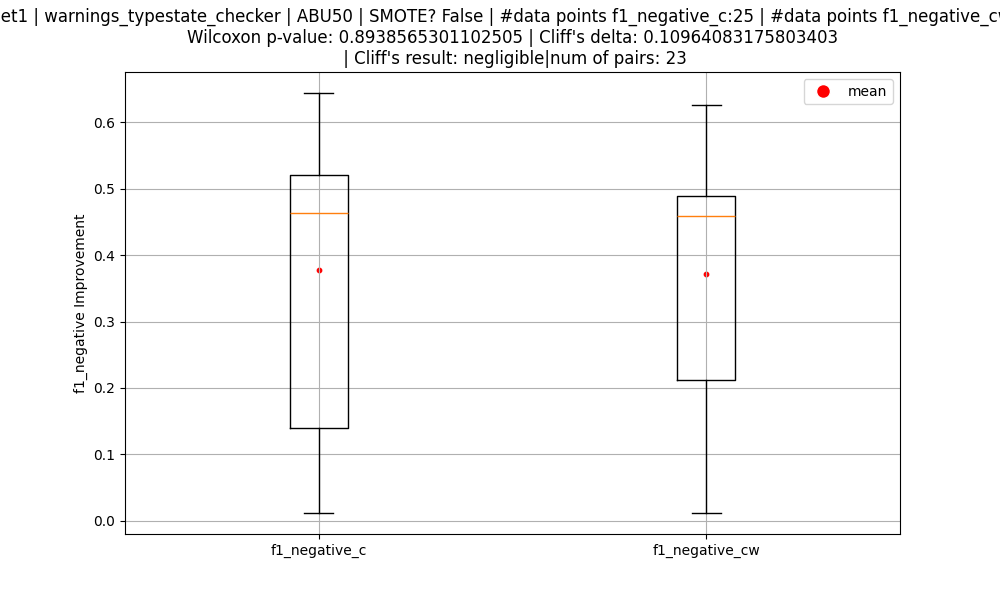 et1 | warnings_typestate_checker | ABU50 | SMOTE? False | #data points f1_negative_c:25 | #data points f1_negative_cw
Wilcoxon p-value: 0.8938565301102505 | Cliff's delta: 0.10964083175803403
| Cliff's result: negligible|num of pairs: 23
mean
0.6
0.5
0.4
0.3
0.2
0.1
0.0
f1_negative Improvement
f1_negative_c
f1_negative_cw